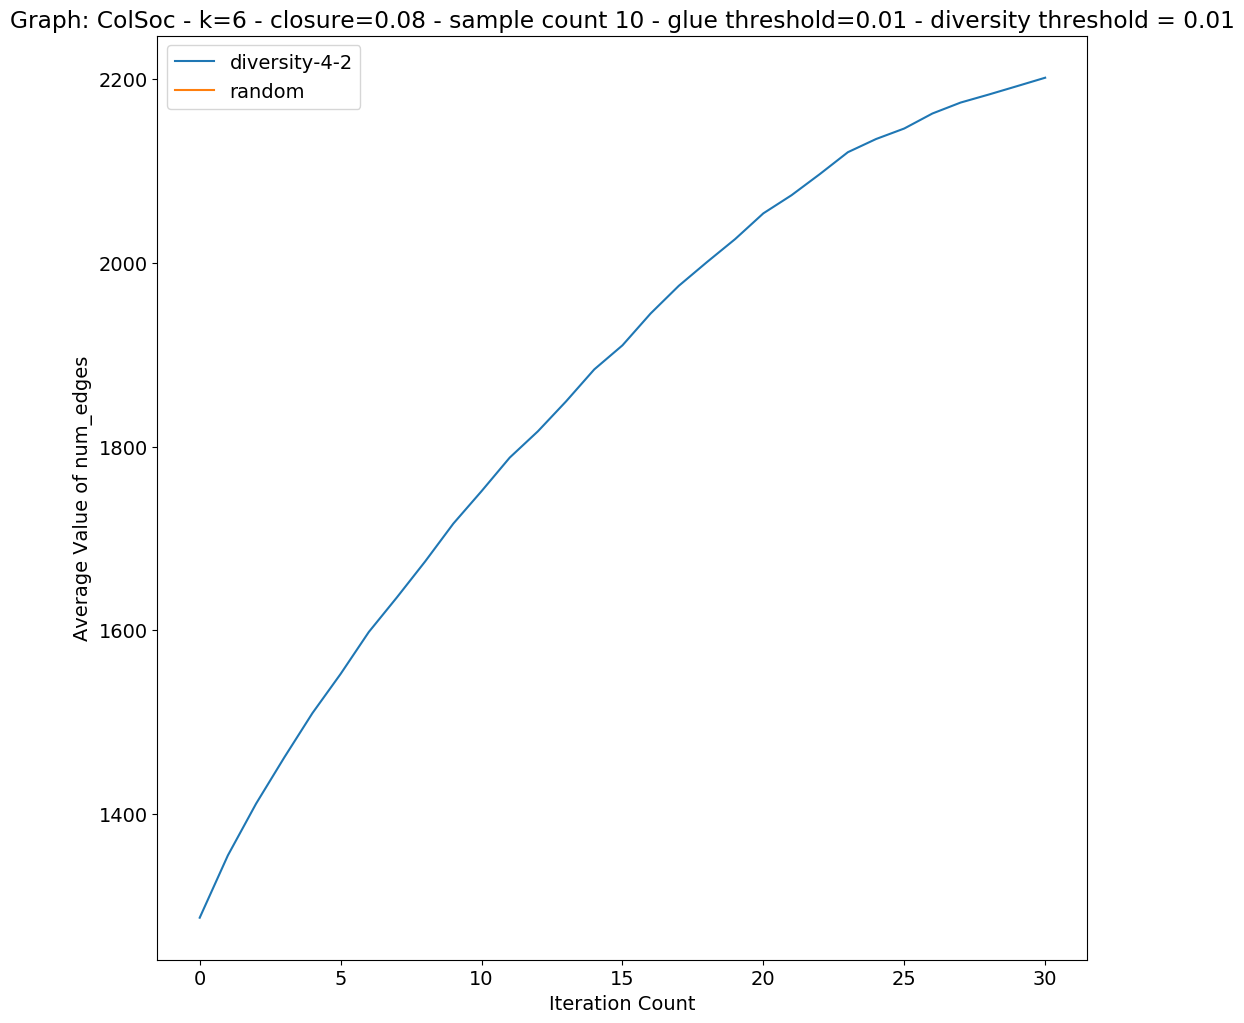 Graph: ColSoc - k=6 - closure=0.08 - sample count 10 - glue threshold=0.01 - diversity threshold = 0.01
diversity-4-2
random
2200
2000
1800
1600
1400
Average Value of num_edges
0 5 10 15 20 25 30
Iteration Count